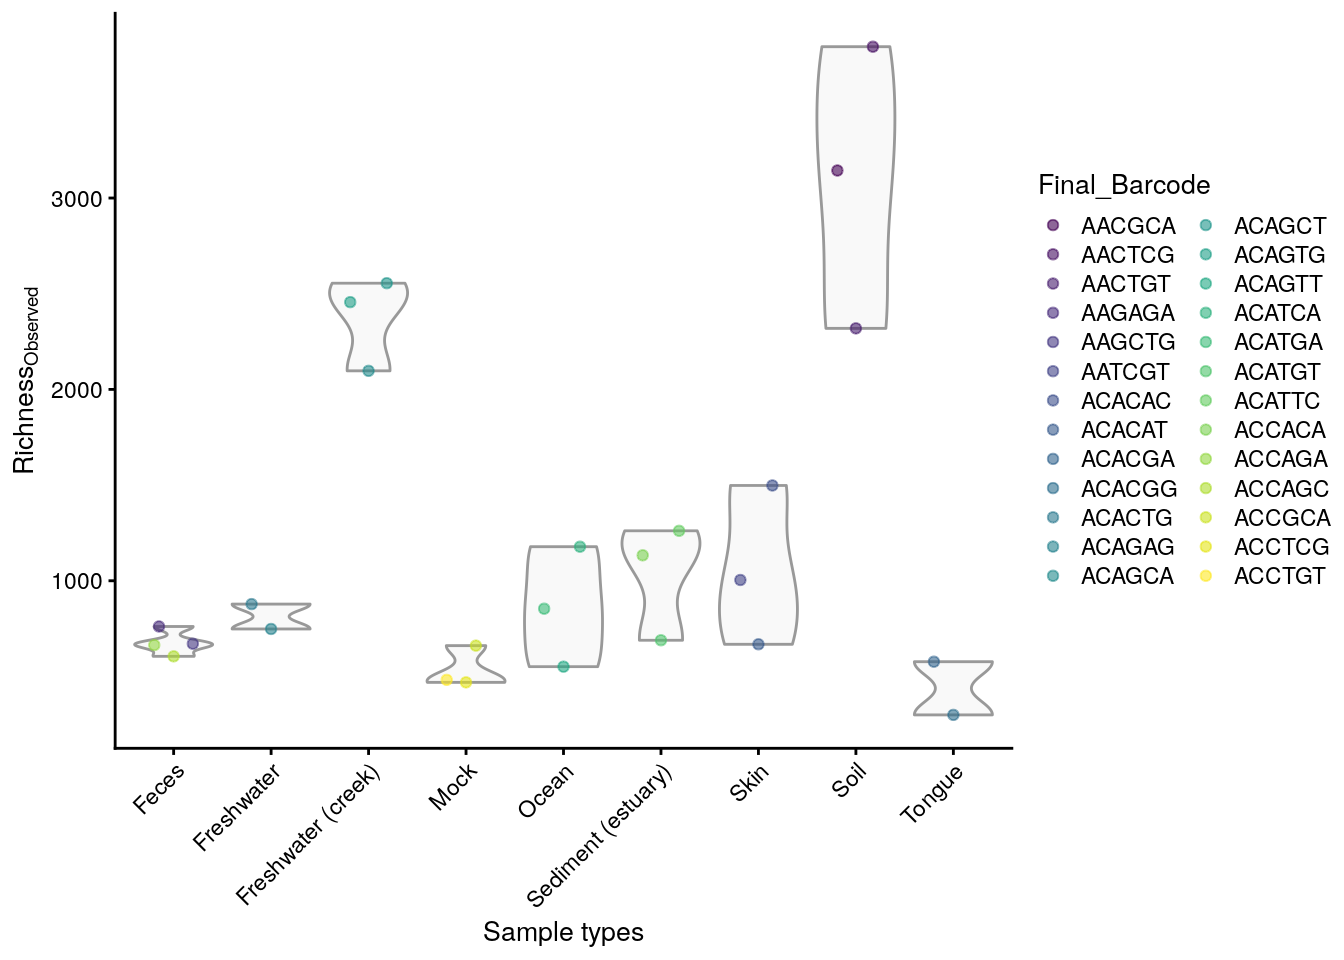 3000
2000
1000
Richness Observed
Feces
Freshwater
Freshwater (creek)
Mock
Ocean
Sediment (estuary)
Skin
Soil
Tongue
Sample types
Final_Barcode
AACGCA
AACTCG
AACTGT
AAGAGA
AAGCTG
AATCGT
ACACAC
ACACAT
ACACGA
ACACGG
ACACTG
ACAGAG
ACAGCA
ACAGCT
ACAGTG
ACAGTT
ACATCA
ACATGA
ACATGT
ACATTC
ACCACA
ACCAGA
ACCAGC
ACCGCA
ACCTCG
ACCTGT